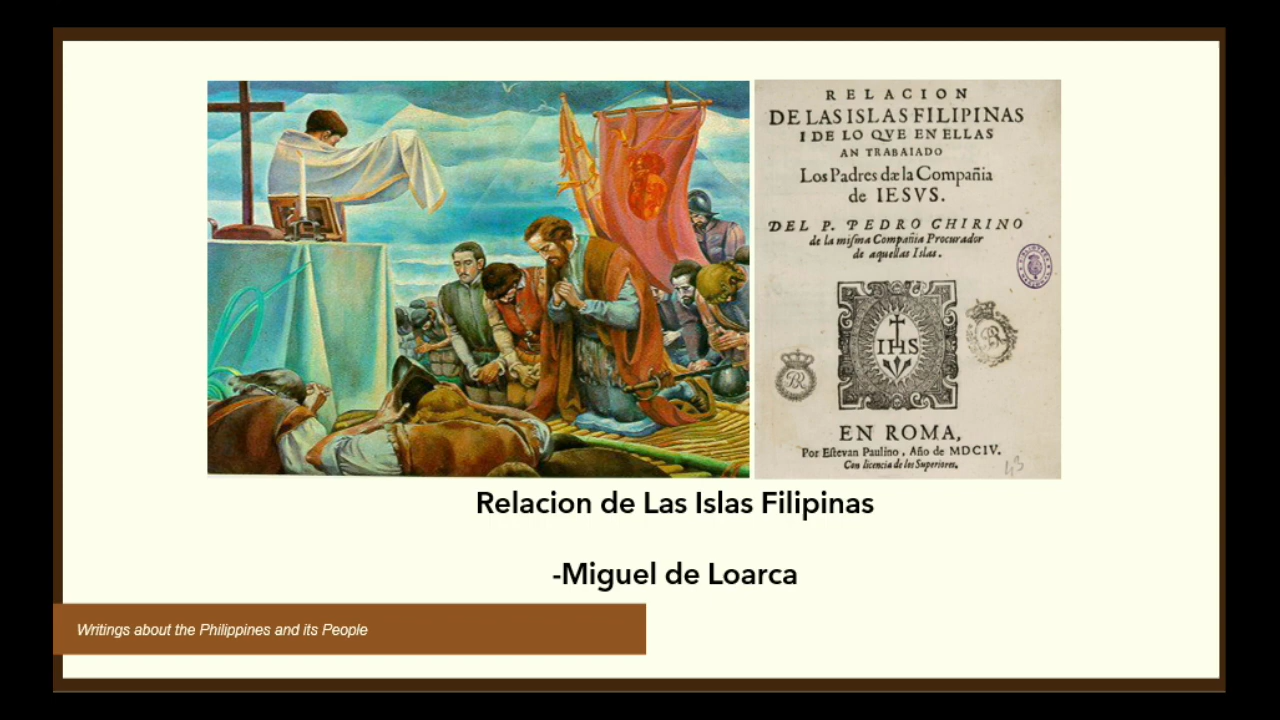 RELACION
DE LAS ISLAS FILIPINAS
I DE LO QVE EN ELLAS
AN TRABAIADO
Los Padres dæ la Compañia
de IESVS.
DEL P. PEDRO CHIRINO
de la misma Compañia Procurador
de aquellas Islas.
IHS
EN ROMA,
Por Estevan Paulino, Año de MDCIV.
Con licencia de los Superiores.
43
Relacion de Las Islas Filipinas
-Miguel de Loarca
Writings about the Philippines and its People